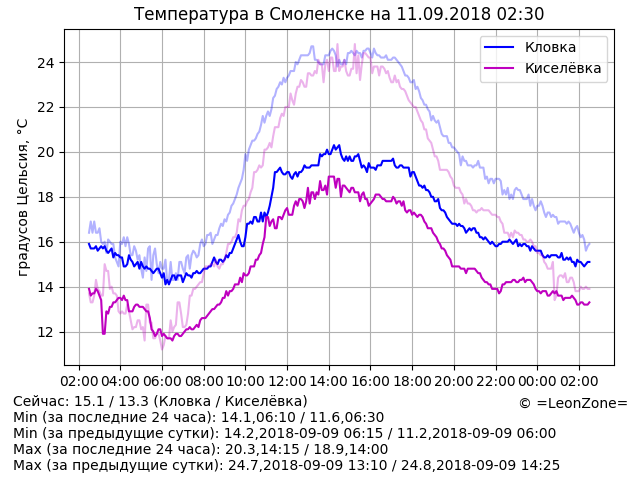 Температура в Смоленске на 11.09.2018 02:30
градусов Цельсия, °C
24
22
20
18
16
14
12
Кловка
Киселёвка
02:00 04:00 06:00 08:00 10:00 12:00 14:00 16:00 18:00 20:00 22:00 00:00 02:00
Сейчас: 15.1 / 13.3 (Кловка / Киселёвка)
© =LeonZone=
Min (за последние 24 часа): 14.1,06:10 / 11.6,06:30
Min (за предыдущие сутки): 14.2,2018-09-09 06:15 / 11.2,2018-09-09 06:00
Max (за последние 24 часа): 20.3,14:15 / 18.9,14:00
Max (за предыдущие сутки): 24.7,2018-09-09 13:10 / 24.8,2018-09-09 14:25